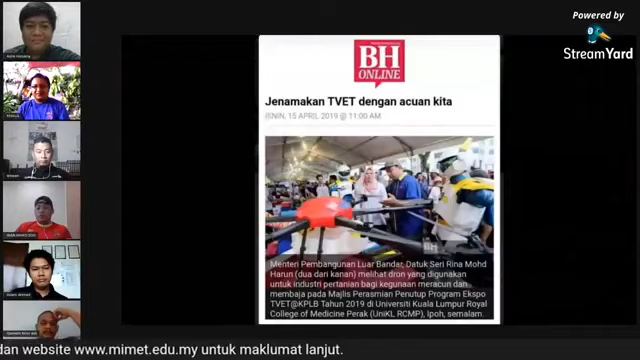 Powered by
StreamYard
BH
ONLINE
Jenamakan TVET dengan acuan kita
ISNIN, 15 APRIL 2019 @ 11:00 AM
Menteri Pembangunan Luar Bandar, Datuk Seri Rina Mohd
Harun (dua dari kanan) melihat dron yang digunakan
untuk industri pertanian bagi kegunaan meracun dan
membaja pada Majlis Perasmian Penutup Program Ekspo
TVET@KPLB Tahun 2019 di Universiti Kuala Lumpur Royal
College of Medicine Perak (UniKL RCMP), Ipoh, semalam.
dan website www.mimet.edu.my untuk maklumat lanjut.